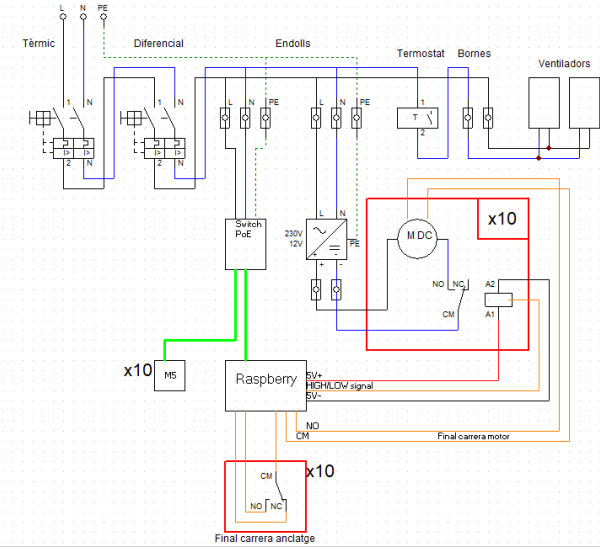 L N PE
Tèrmic Diferencial Endolls Termostat Bornes Ventiladors
1 N 1 N L N PE L N PE 1
T
I> I> I> I>
2 N 2 N 2
Switch
PoE
L N
230V
12V
PE
+ -
+ -
M DC
x10
NO NC
CM
A2
A1
x10
M5
Raspberry
5V+
HIGH/LOW signal
5V-
NO
CM Final carrera motor
x10
CM
NO NC
Final carrera anclatge